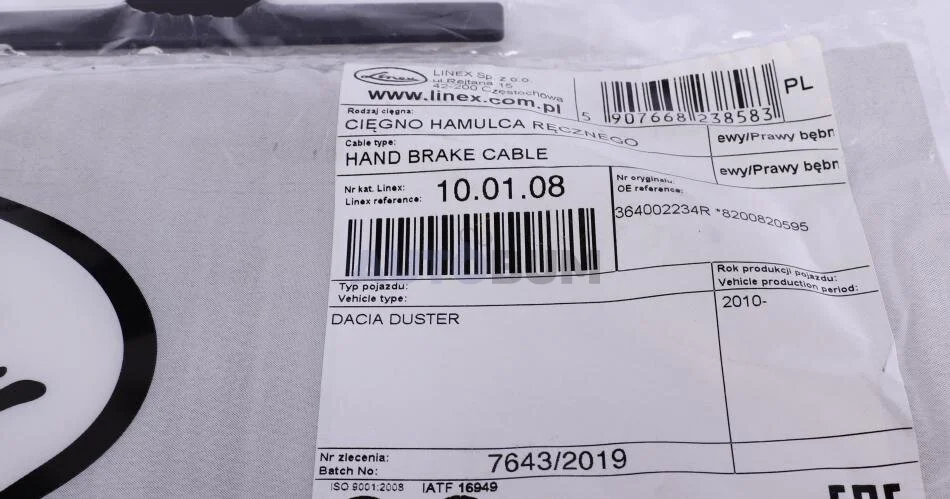 Linex
LINEX Sp. z o.o.
ul. Rejtana 15
42-200 Częstochowa
www.linex.com.pl
5 907668 238583
PL
Rodzaj cięgna:
CIĘGNO HAMULCA RĘCZNEGO
ewy/Prawy bębn
Cable type:
HAND BRAKE CABLE
ewy/Prawy bębn
Nr kat. Linex:
Linex reference:
10.01.08
Nr oryginału:
OE reference:
364002234R *8200820595
Typ pojazdu:
Vehicle type:
Rok produkcji pojazdu:
Vehicle production period:
DACIA DUSTER
2010-
Nr zlecenia:
Batch No:
7643/2019
ISO 9001:2008
IATF 16949